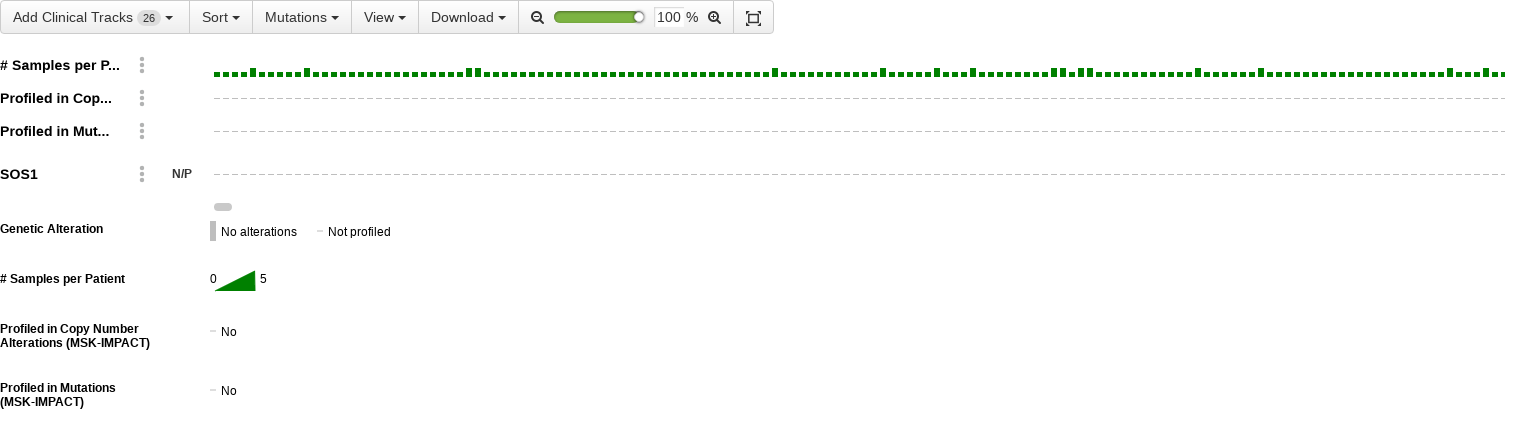 Add Clinical Tracks 26 Sort Mutations View Download 100 %
# Samples per P...
Profiled in Cop...
Profiled in Mut...
SOS1 N/P
Genetic Alteration No alterations Not profiled
# Samples per Patient 0 5
Profiled in Copy Number
Alterations (MSK-IMPACT) No
Profiled in Mutations
(MSK-IMPACT) No